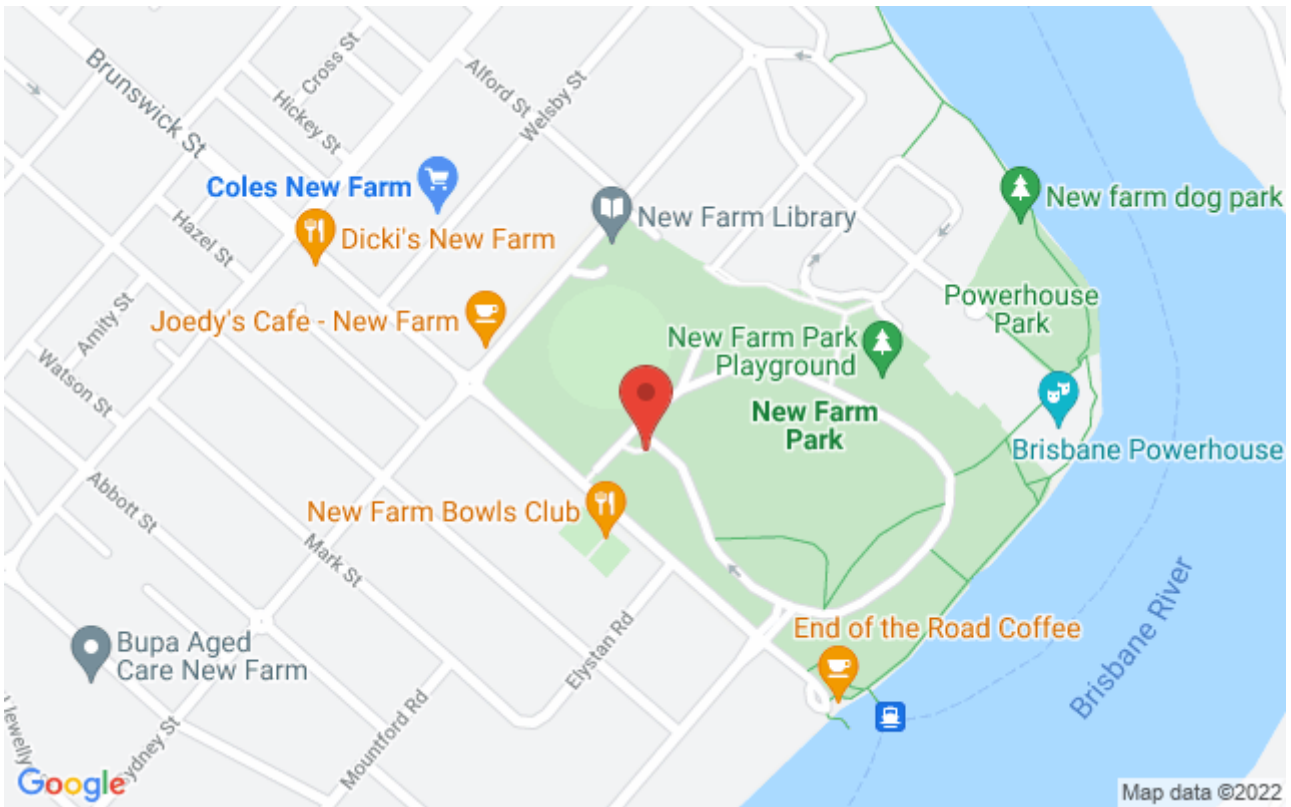 Brunswick St
Cross St
Hickey St
Alford St
Welsby St
Coles New Farm
Dicki's New Farm
Hazel St
New Farm Library
New farm dog park
Amity St
Joedy's Cafe - New Farm
Watson St
Powerhouse
Park
New Farm Park
Playground
New Farm
Park
Brisbane Powerhouse
Abbott St
New Farm Bowls Club
Mark St
Bupa Aged
Care New Farm
Elystan Rd
End of the Road Coffee
Brisbane River
Mountford Rd
Sydney St
Google
Map data ©2022